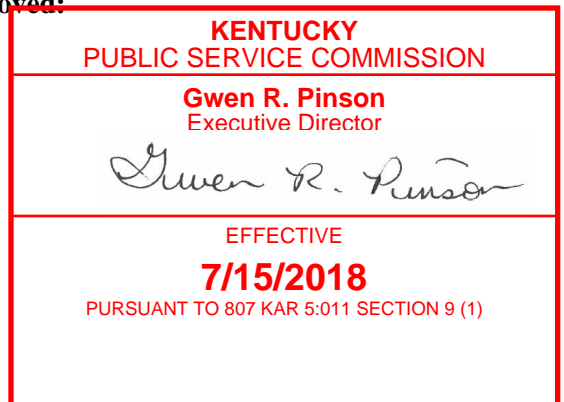 oved:
KENTUCKY
PUBLIC SERVICE COMMISSION
Gwen R. Pinson
Executive Director
Gwen R. Pinson
EFFECTIVE
7/15/2018
PURSUANT TO 807 KAR 5:011 SECTION 9 (1)